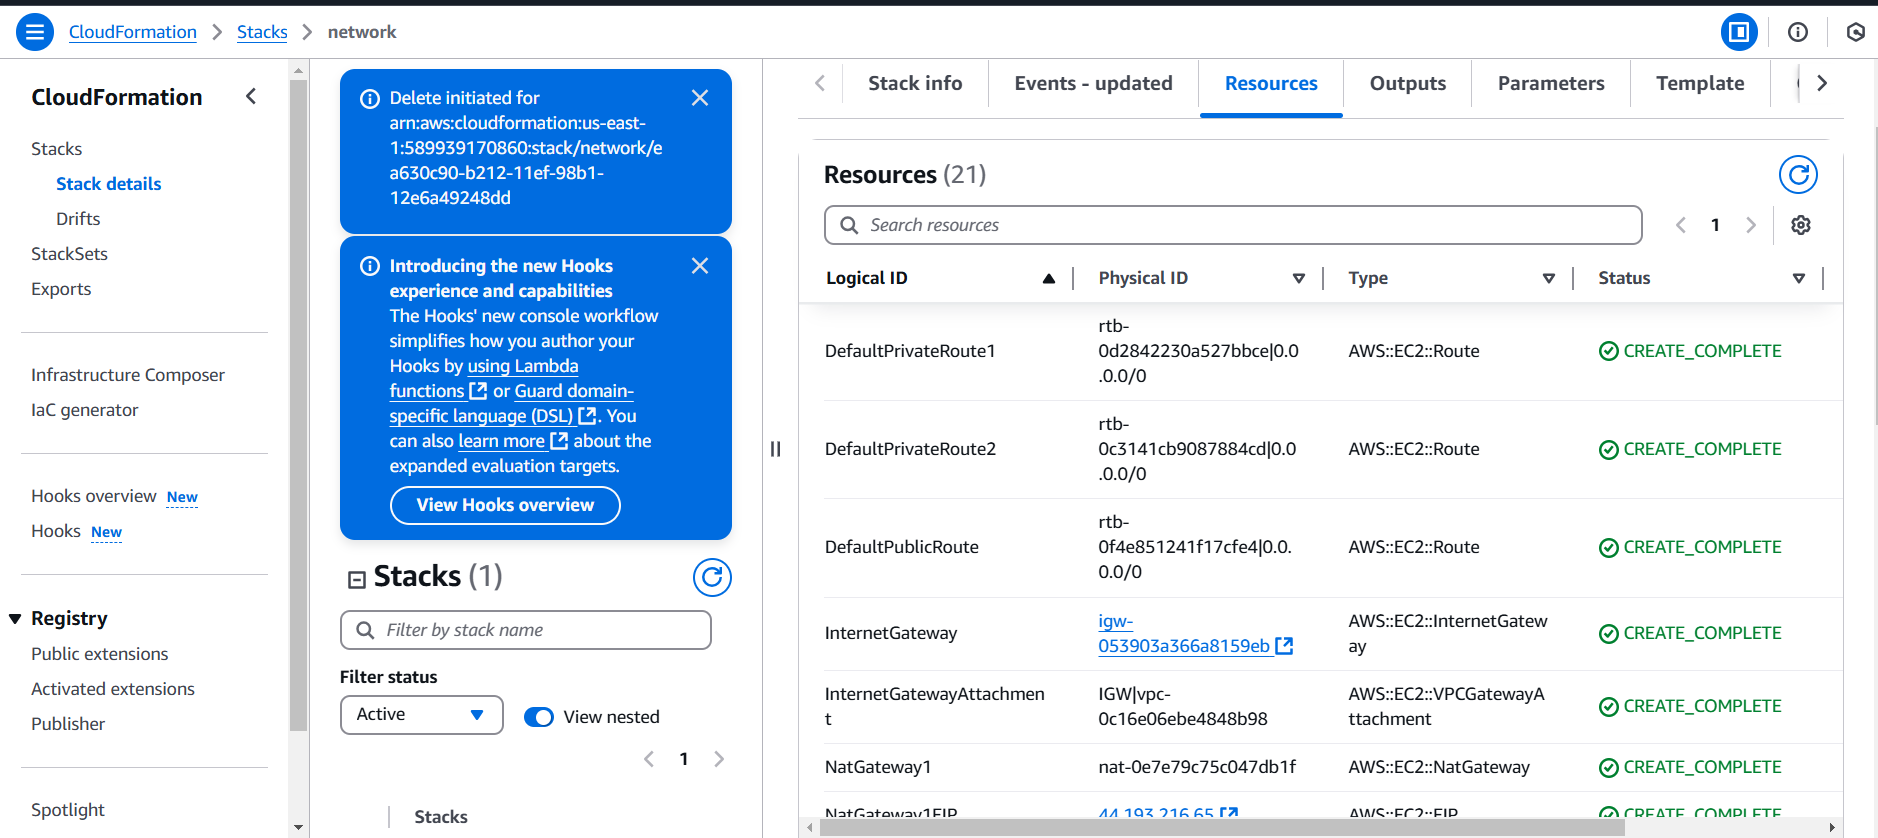 CloudFormation > Stacks > network
CloudFormation
Stacks
Stack details
Drifts
StackSets
Exports
Infrastructure Composer
IaC generator
Hooks overview New
Hooks New
Registry
Public extensions
Activated extensions
Publisher
Spotlight
Delete initiated for
arn:aws:cloudformation:us-east-
1:589939170860:stack/network/e
a630c90-b212-11ef-98b1-
12e6a49248dd
Introducing the new Hooks
experience and capabilities
The Hooks' new console workflow
simplifies how you author your
Hooks by using Lambda
functions or Guard domain-
specific language (DSL). You
can also learn more about the
expanded evaluation targets.
View Hooks overview
Stacks (1)
Filter by stack name
Filter status
Active View nested
1
Stacks
Stack info Events - updated Resources Outputs Parameters Template
Resources (21)
Search resources 1
Logical ID Physical ID Type Status
DefaultPrivateRoute1 rtb-
0d2842230a527bbce|0.0
.0.0/0 AWS::EC2::Route CREATE_COMPLETE
DefaultPrivateRoute2 rtb-
0c3141cb9087884cd|0.0
.0.0/0 AWS::EC2::Route CREATE_COMPLETE
DefaultPublicRoute rtb-
0f4e851241f17cfe4|0.0.
0.0/0 AWS::EC2::Route CREATE_COMPLETE
InternetGateway igw-
053903a366a8159eb AWS::EC2::InternetGatew
ay CREATE_COMPLETE
InternetGatewayAttachmen
t IGW|vpc-
0c16e06ebe4848b98 AWS::EC2::VPCGatewayA
ttachment CREATE_COMPLETE
NatGateway1 nat-0e7e79c75c047db1f AWS::EC2::NatGateway CREATE_COMPLETE
NatGateway1EIP 44.193.216.65 AWS::EC2::EIP CREATE_COMPLETE